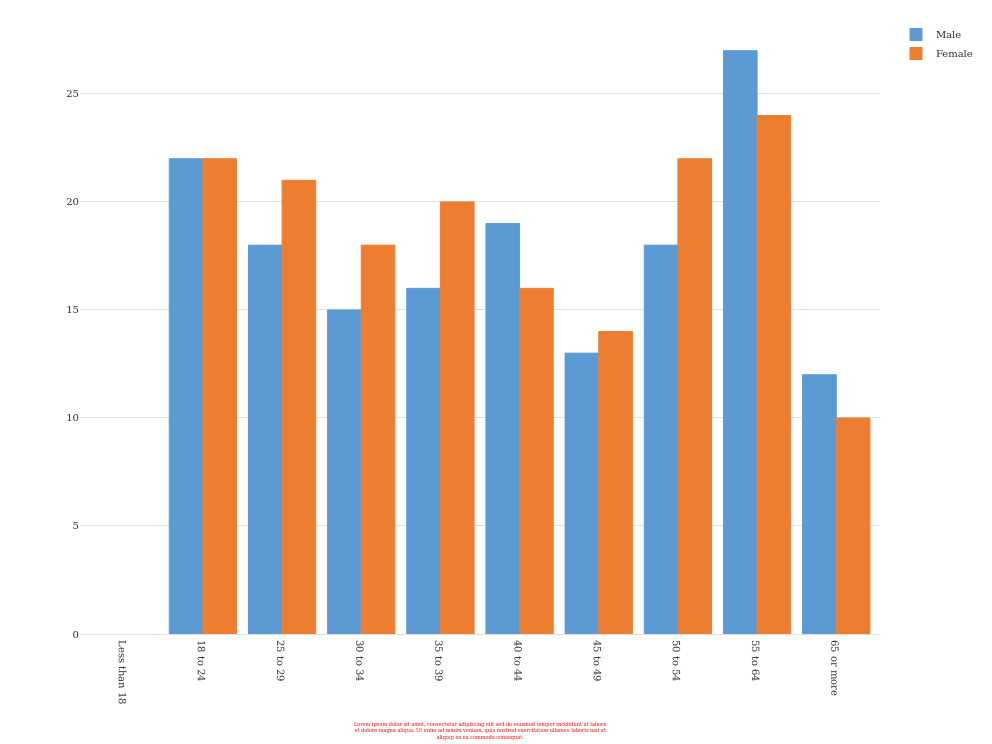 Male
Female
25
20
15
10
5
0
Less than 18
18 to 24
25 to 29
30 to 34
35 to 39
40 to 44
45 to 49
50 to 54
55 to 64
65 or more
Lorem ipsum dolor sit amet, consectetur adipiscing elit sed do eiusmod tempor incididunt ut labore
et dolore magna aliqua. Ut enim ad minim veniam, quis nostrud exercitation ullamco laboris nisi ut
aliquip ex ea commodo consequat.